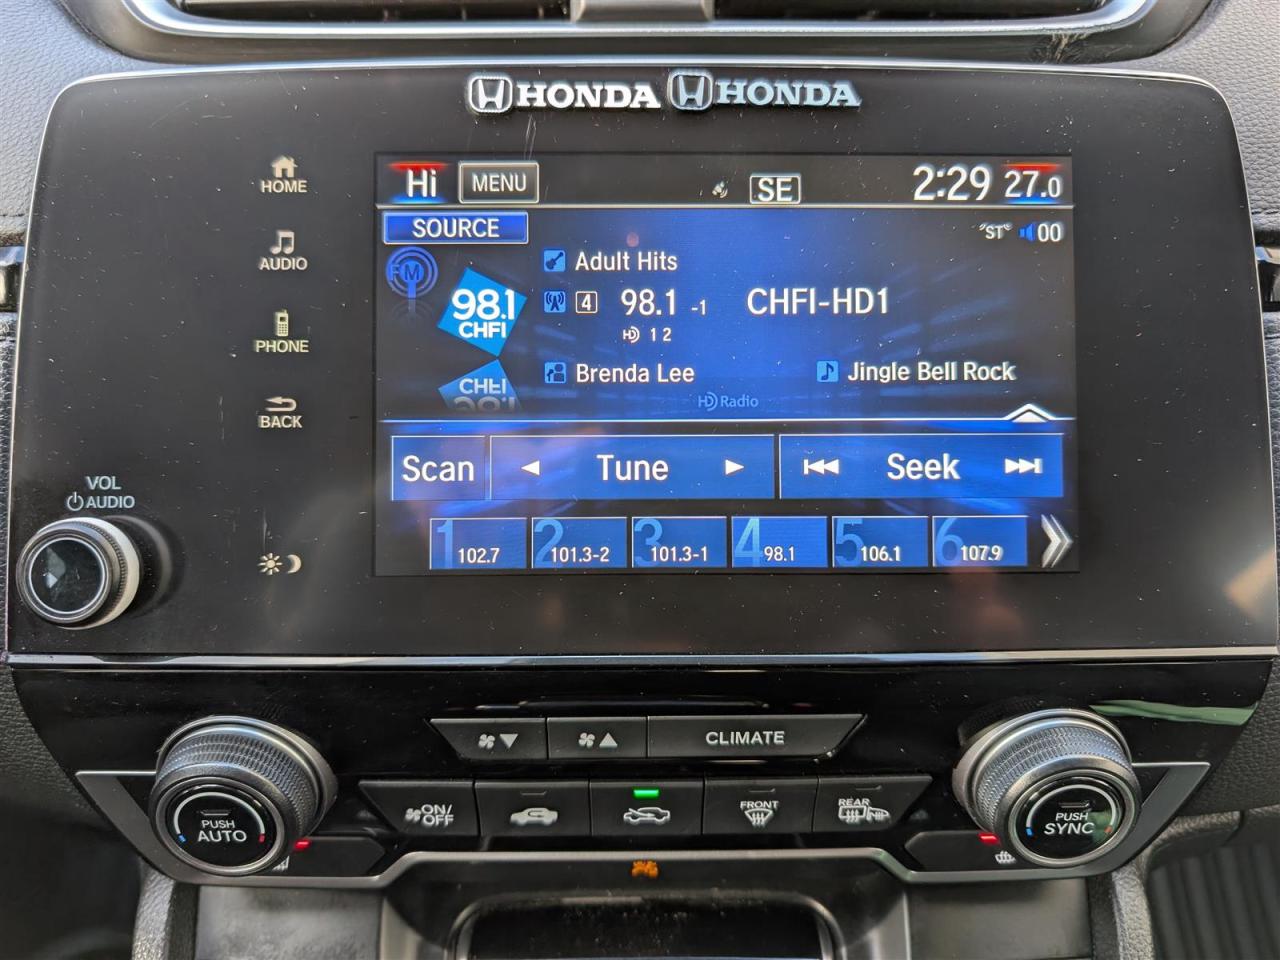 HONDA HONDA
HOME
AUDIO
PHONE
BACK
VOL
AUDIO
Hi MENU SE 2:29 27.0
SOURCE "ST" 00
FM
98.1
CHFI
Adult Hits
4 98.1 -1 CHFI-HD1
HD 1 2
Brenda Lee Jingle Bell Rock
HD Radio
Scan Tune Seek
1 102.7 2 101.3-2 3 101.3-1 4 98.1 5 106.1 6 107.9
CLIMATE
PUSH
AUTO
ON/
OFF
FRONT
REAR
PUSH
SYNC